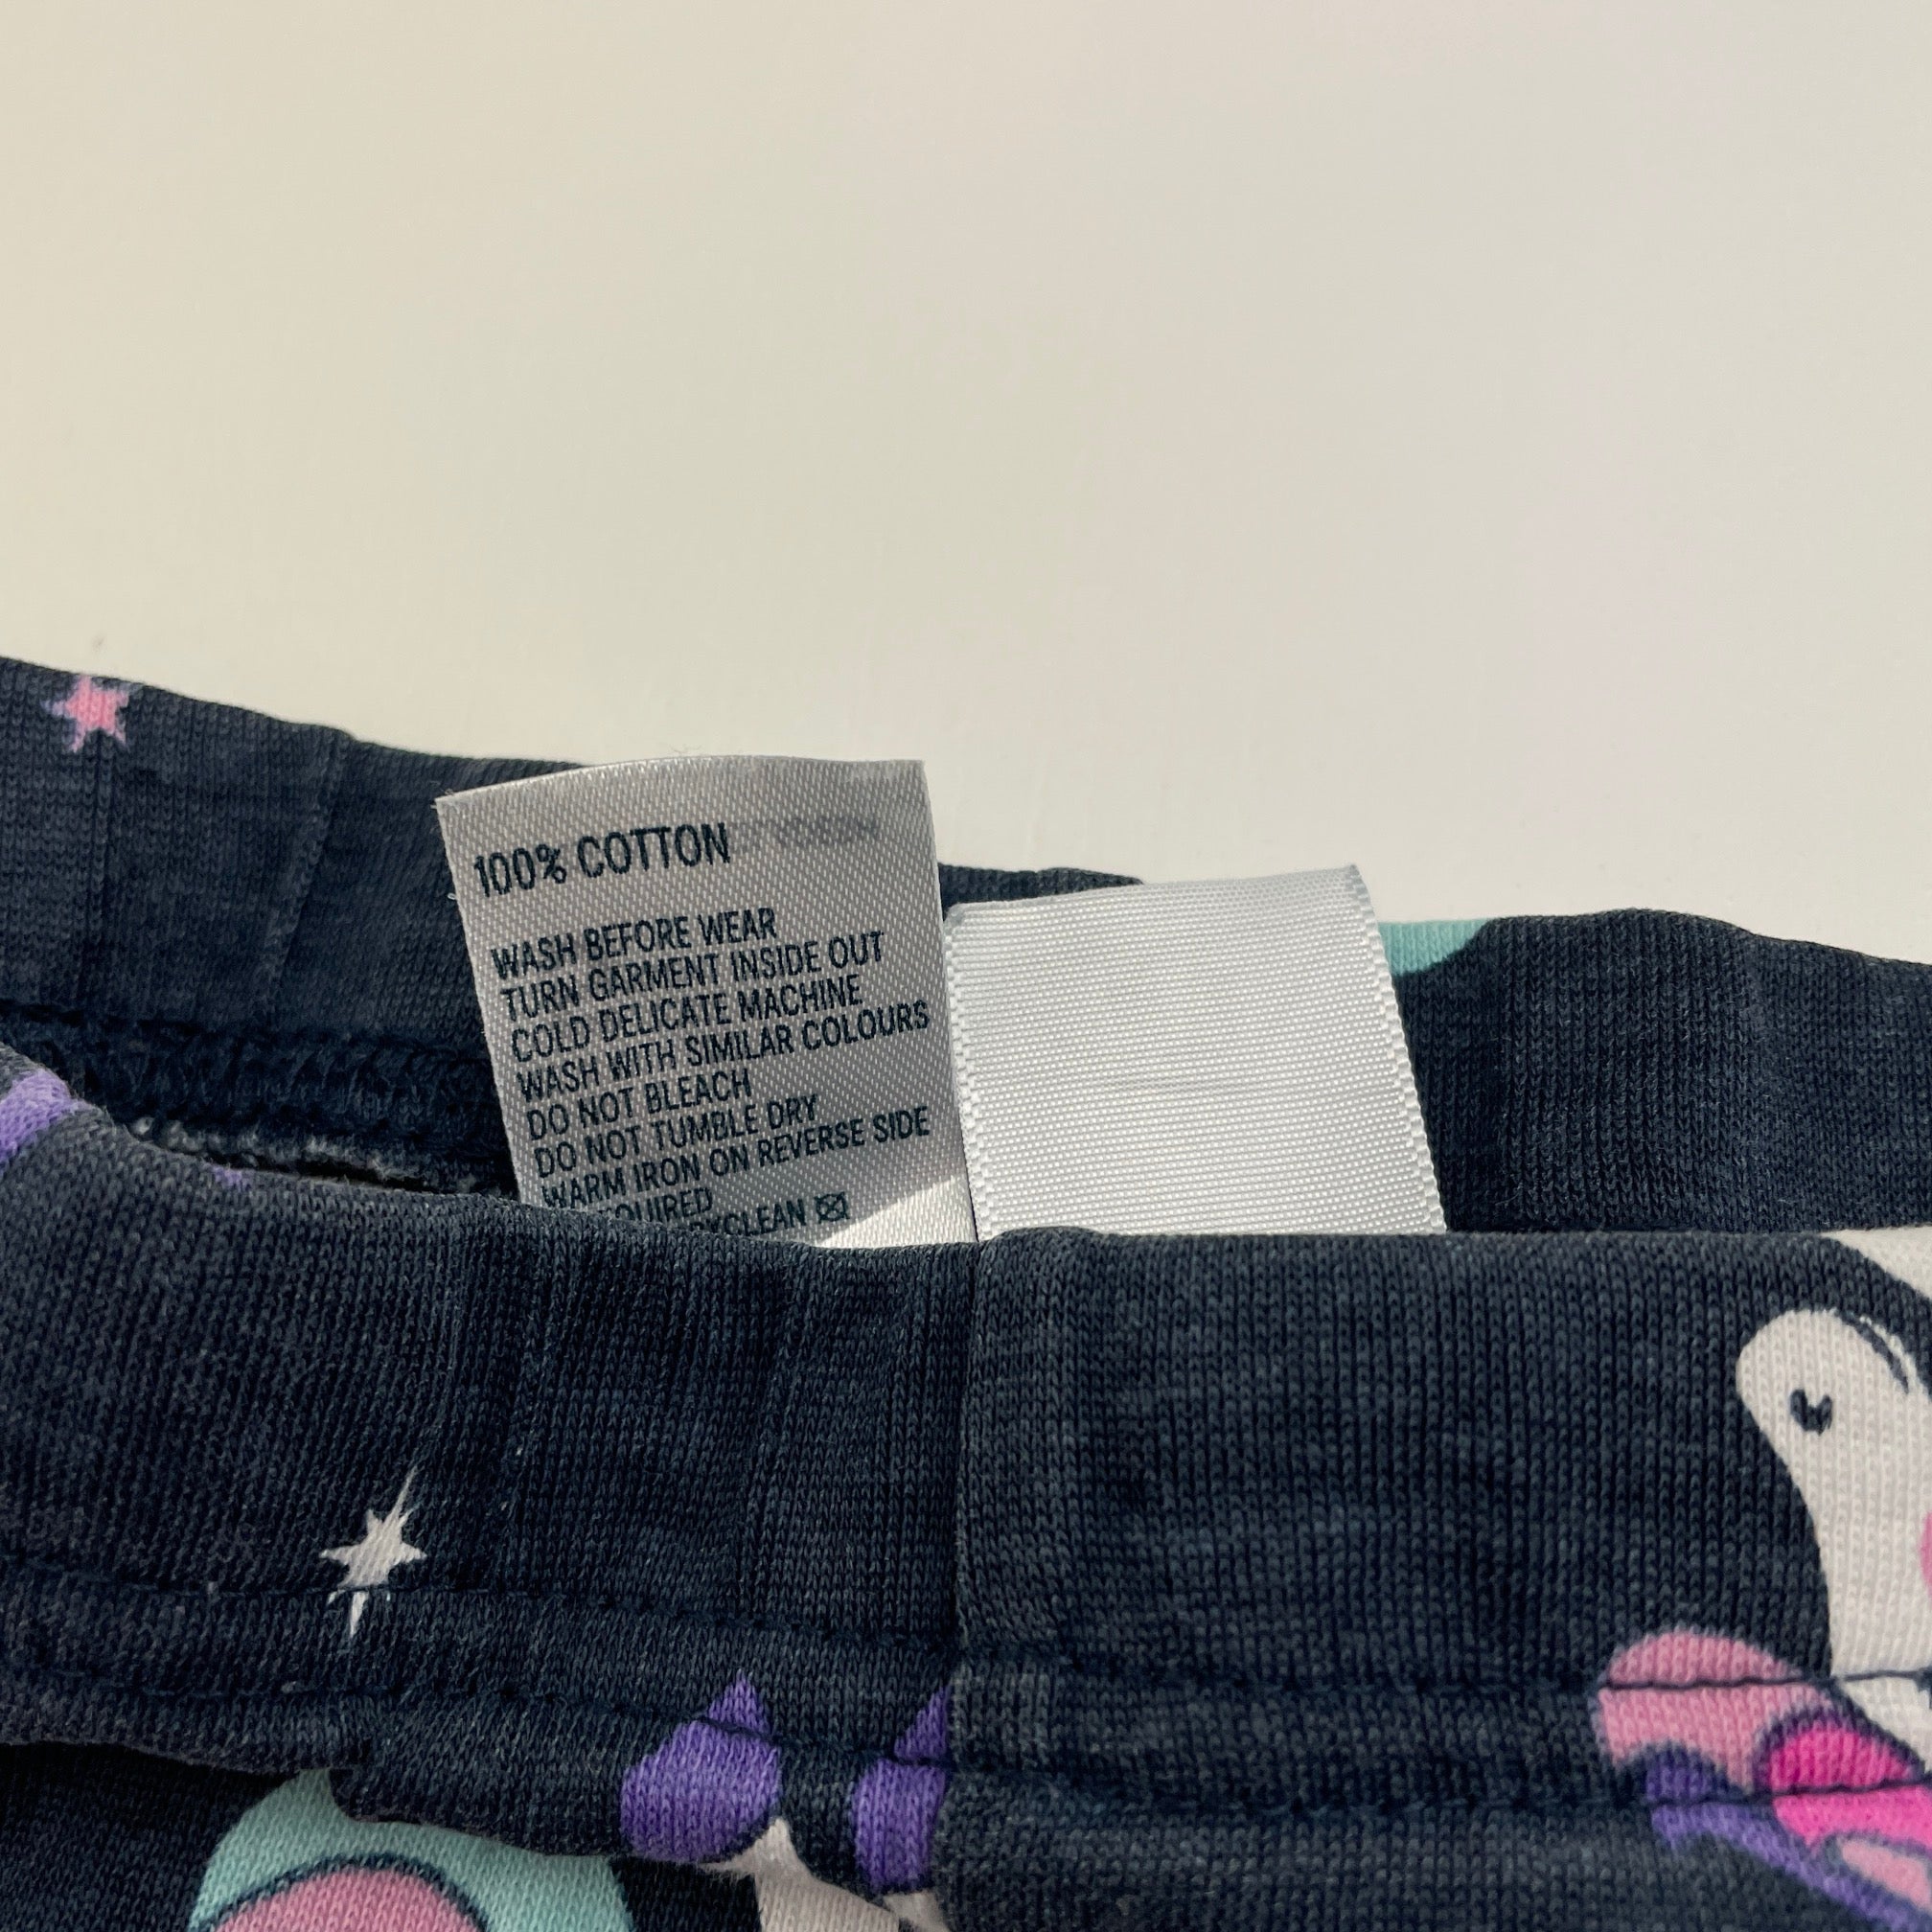 100% COTTON
WASH BEFORE WEAR
TURN GARMENT INSIDE OUT
COLD DELICATE MACHINE
WASH WITH SIMILAR COLOURS
DO NOT BLEACH
DO NOT TUMBLE DRY
WARM IRON ON REVERSE SIDE